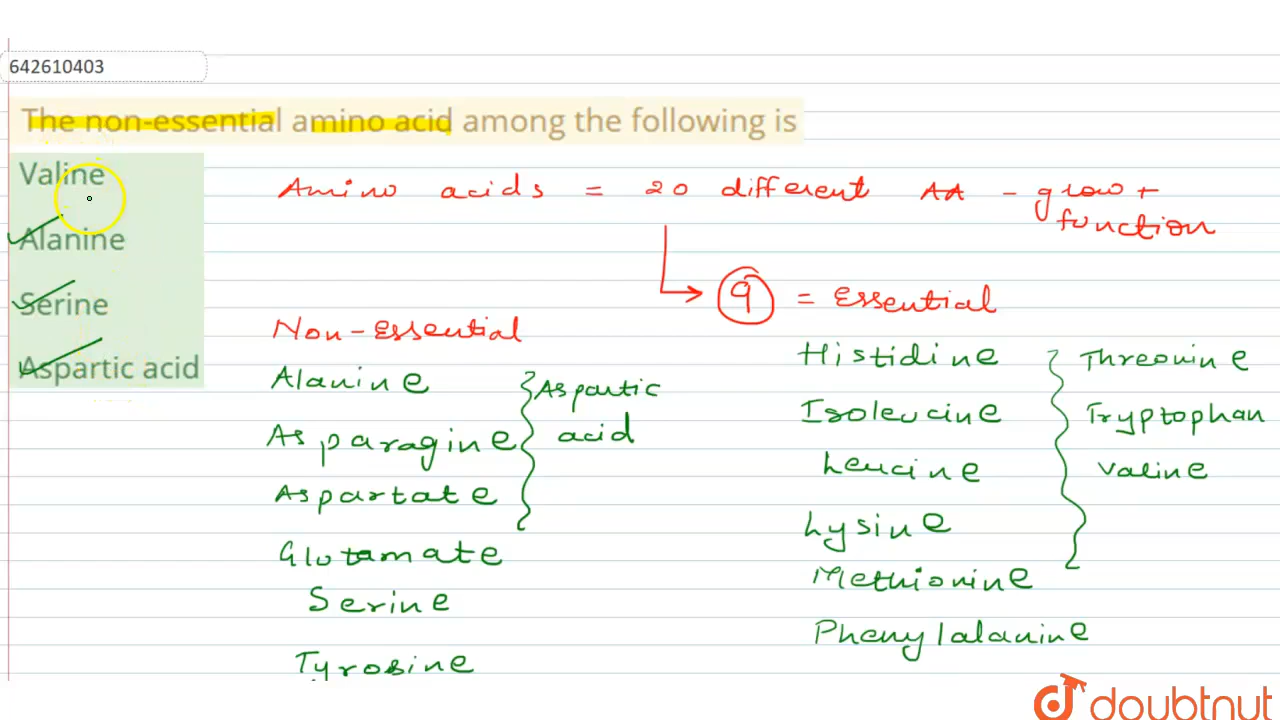 642610403
The non-essential amino acid among the following is
Valine
Alanine
Serine
Aspartic acid
Amino acids = 20 different AA - grow + function
9 = Essential
Non-Essential
Alanine
Asparagine
Aspartate
Aspartic acid
Glutamate
Serine
Tyrosine
Histidine
Isoleucine
Leucine
Lysine
Methionine
Phenylalanine
Threonine
Tryptophan
Valine
doubtnut